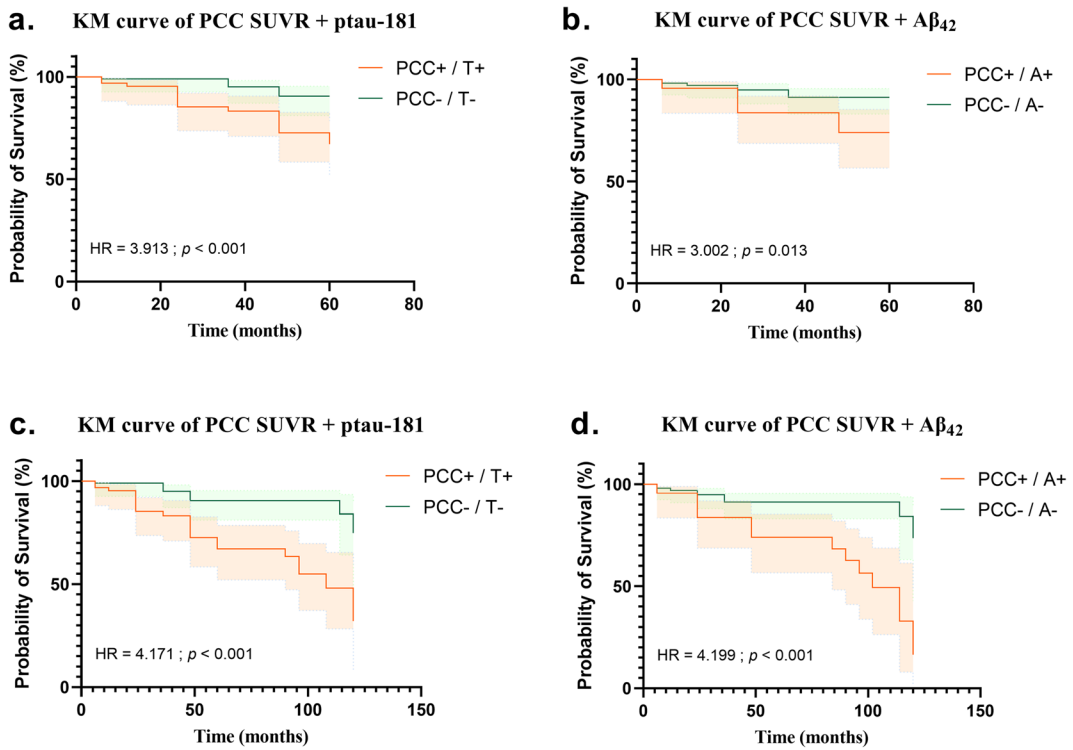 a.
KM curve of PCC SUVR + ptau-181
PCC+ / T+
PCC- / T-
Probability of Survival (%)
100
50
0
HR = 3.913 ; p < 0.001
0 20 40 60 80
Time (months)
b.
KM curve of PCC SUVR + Aβ₄₂
PCC+ / A+
PCC- / A-
Probability of Survival (%)
100
50
0
HR = 3.002 ; p = 0.013
0 20 40 60 80
Time (months)
c.
KM curve of PCC SUVR + ptau-181
PCC+ / T+
PCC- / T-
Probability of Survival (%)
100
50
0
HR = 4.171 ; p < 0.001
0 50 100 150
Time (months)
d.
KM curve of PCC SUVR + Aβ₄₂
PCC+ / A+
PCC- / A-
Probability of Survival (%)
100
50
0
HR = 4.199 ; p < 0.001
0 50 100 150
Time (months)